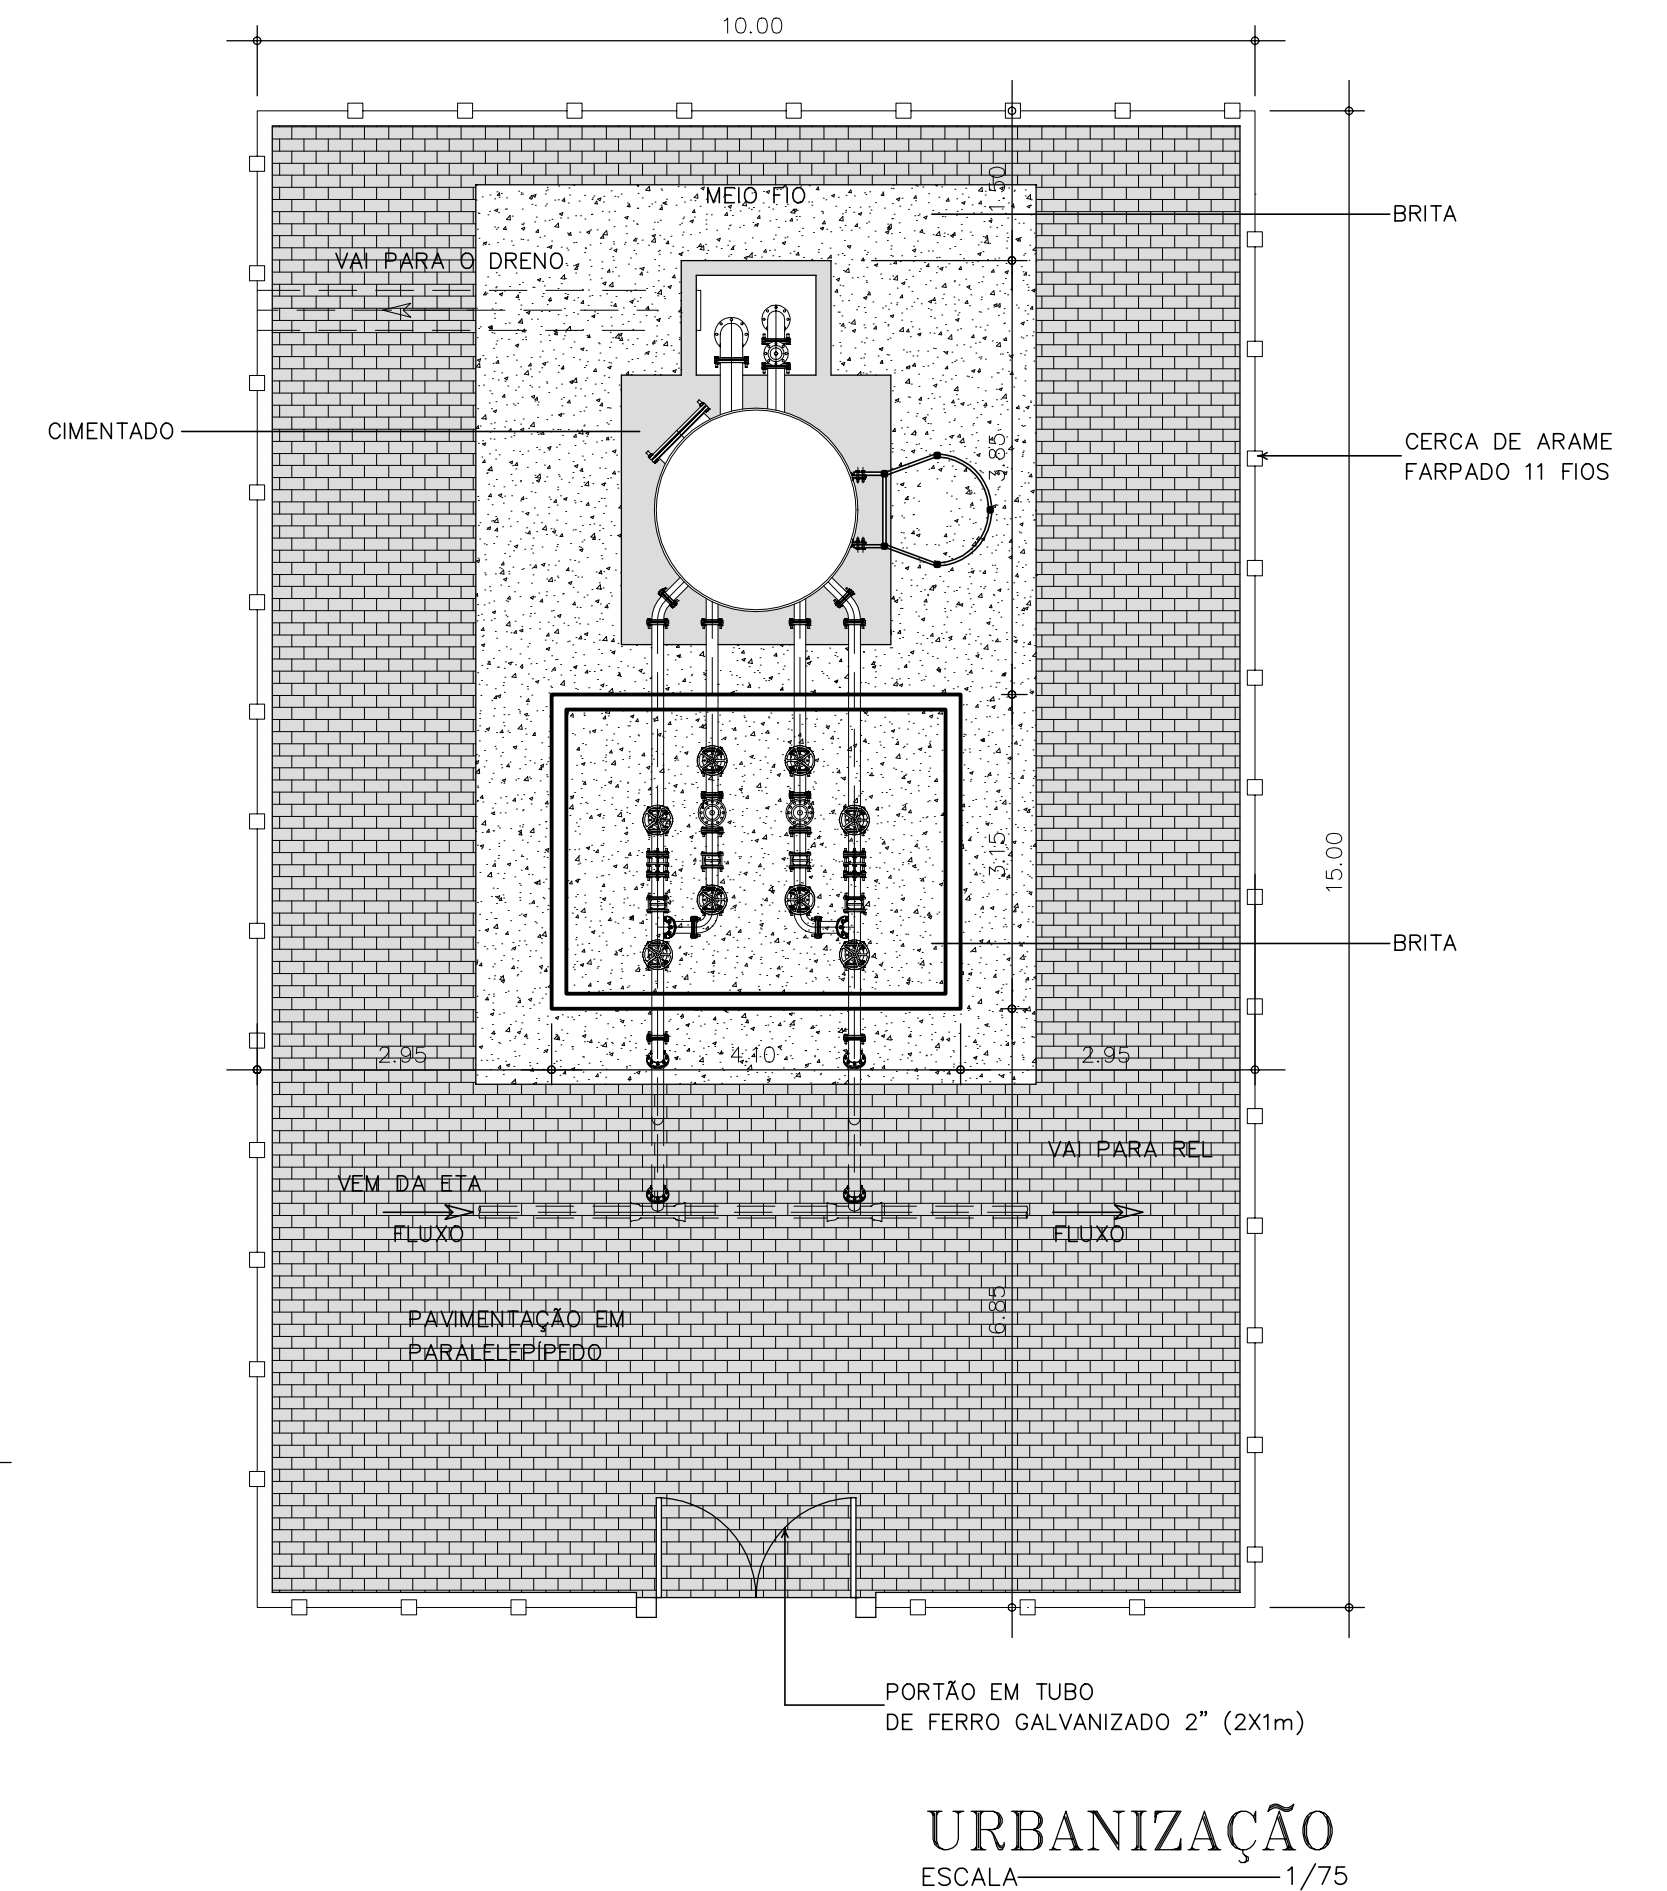 10.00
MEIO FIO
1.50
BRITA
VAI PARA O DRENO
CIMENTADO
3.85
CERCA DE ARAME
FARPADO 11 FIOS
3.15
15.00
BRITA
2.95
4.10
2.95
VAI PARA REL
VEM DA ETA
FLUXO
FLUXO
6.85
PAVIMENTAÇÃO EM
PARALELEPÍPEDO
PORTÃO EM TUBO
DE FERRO GALVANIZADO 2" (2X1m)
URBANIZAÇÃO
ESCALA 1/75